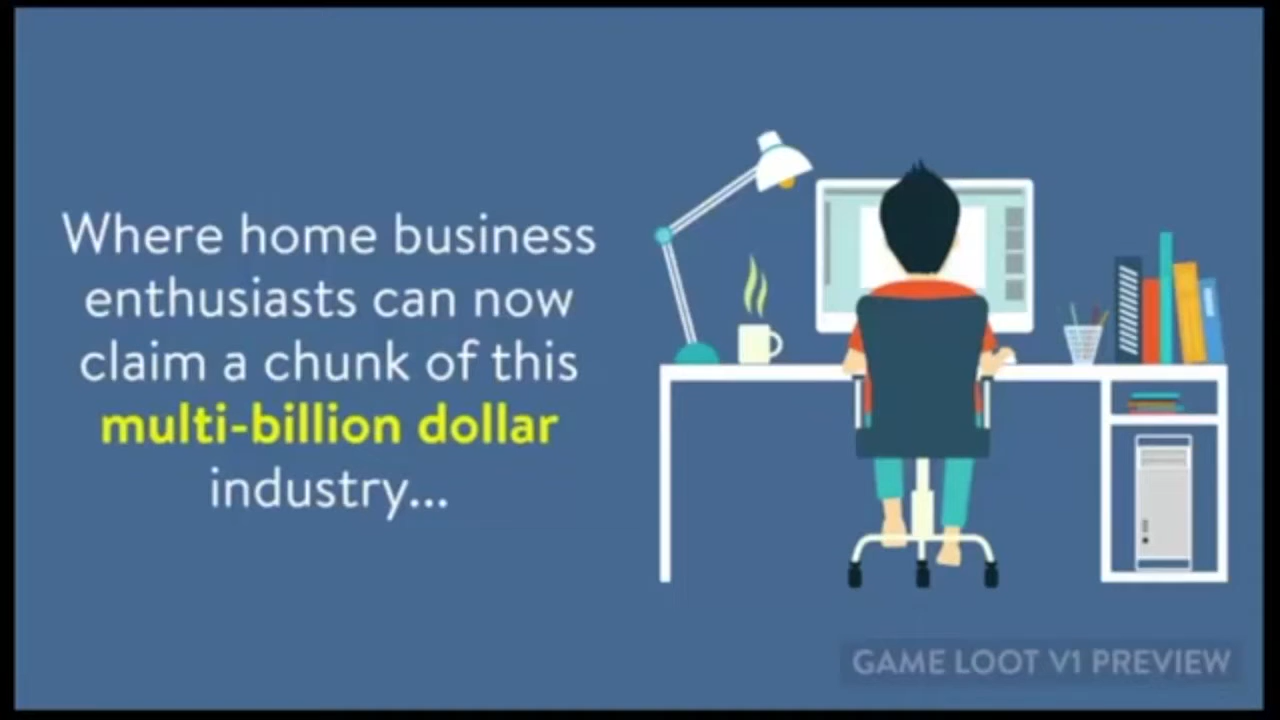 Where home business
enthusiasts can now
claim a chunk of this
multi-billion dollar
industry...
GAME LOOT V1 PREVIEW